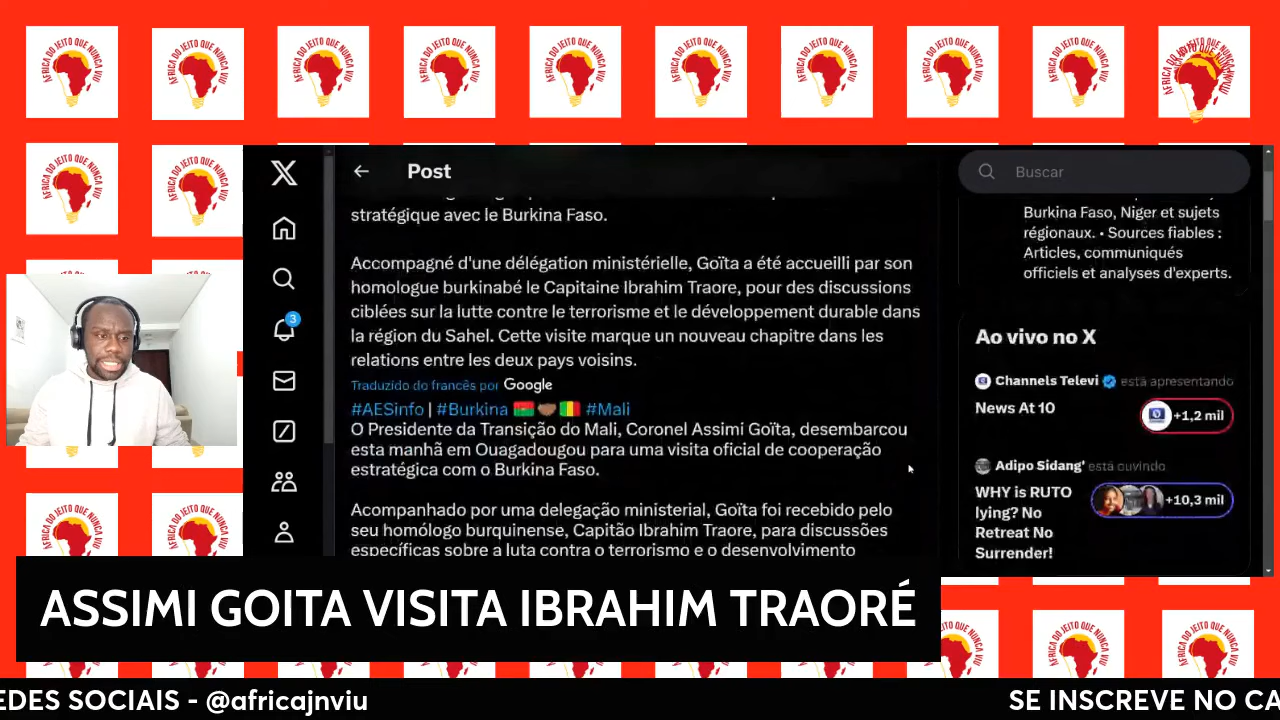 ÁFRICA DO JEITO QUE NUNCA VIU
Post
Buscar
stratégique avec le Burkina Faso.
Accompagné d'une délégation ministérielle, Goïta a été accueilli par son
homologue burkinabé le Capitaine Ibrahim Traore, pour des discussions
ciblées sur la lutte contre le terrorisme et le développement durable dans
la région du Sahel. Cette visite marque un nouveau chapitre dans les
relations entre les deux pays voisins.
Traduzido do francês por Google
#AESinfo | #Burkina 🇧🇫🤝🏾🇲🇱 #Mali
O Presidente da Transição do Mali, Coronel Assimi Goïta, desembarcou
esta manhã em Ouagadougou para uma visita oficial de cooperação
estratégica com o Burkina Faso.
Acompanhado por uma delegação ministerial, Goïta foi recebido pelo
seu homólogo burquinense, Capitão Ibrahim Traore, para discussões
específicas sobre a luta contra o terrorismo e o desenvolvimento
Burkina Faso, Niger et sujets
régionaux. • Sources fiables :
Articles, communiqués
officiels et analyses d'experts.
Ao vivo no X
Channels Televi está apresentando
News At 10
+1,2 mil
Adipo Sidang' está ouvindo
WHY is RUTO
lying? No
Retreat No
Surrender!
+10,3 mil
3
ASSIMI GOITA VISITA IBRAHIM TRAORÉ
EDES SOCIAIS - @africajnviu
SE INSCREVE NO CA